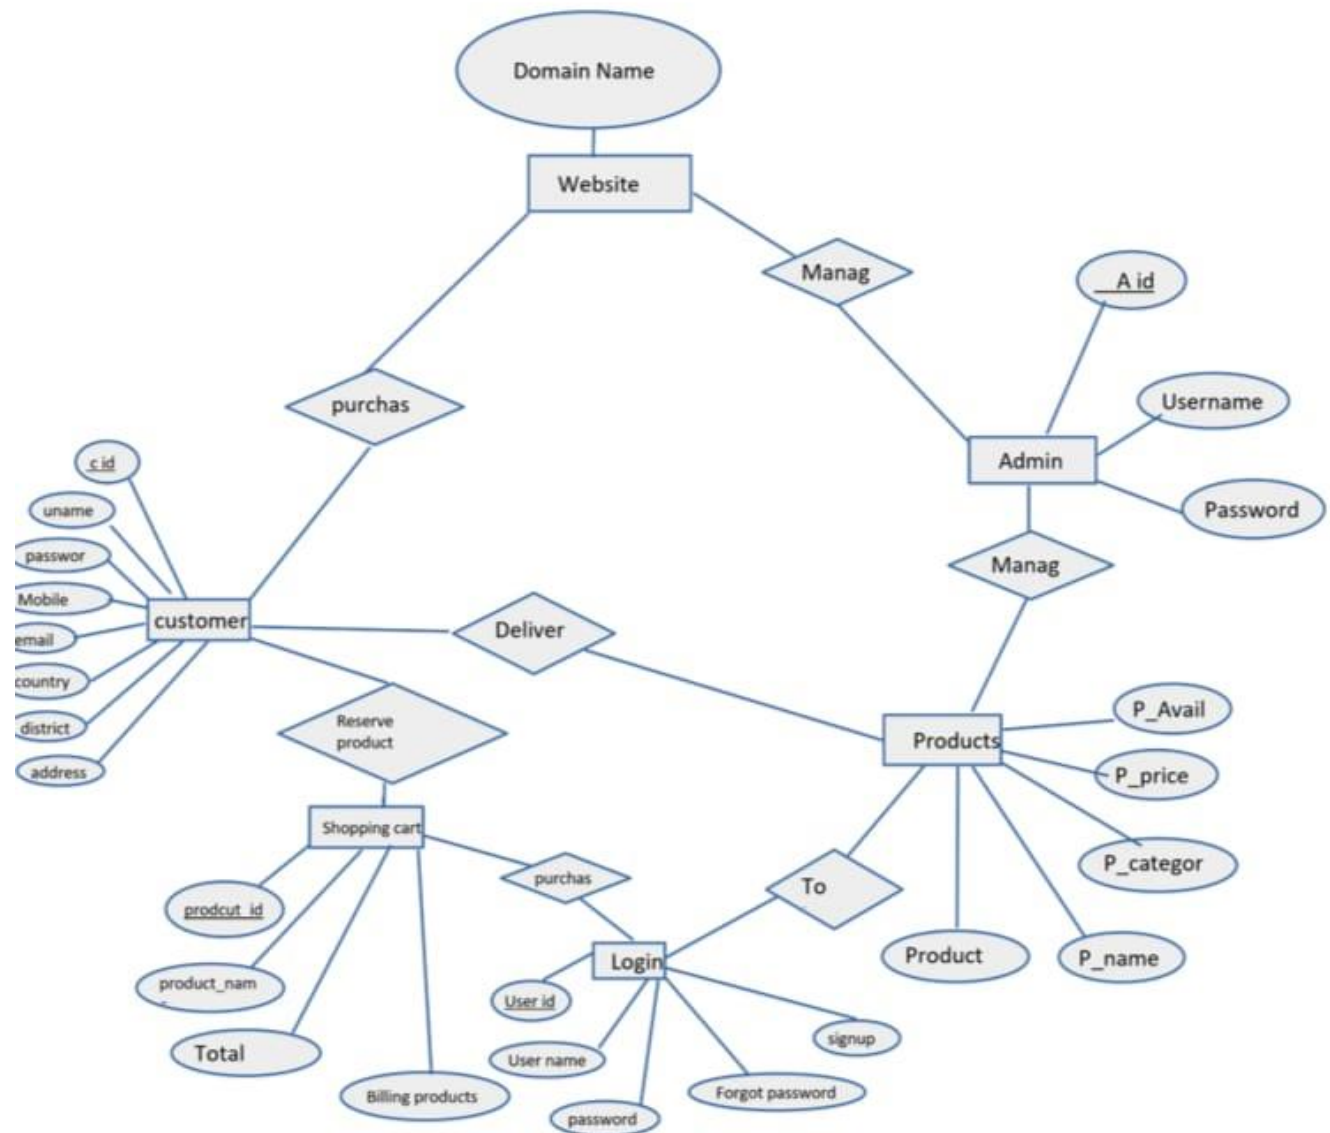 Domain Name
Website
Manag
A id
Username
purchas
Admin
c id
uname
Password
passwor
Manag
Mobile
customer
Deliver
email
country
district
address
Reserve
product
P_Avail
Products
P_price
Shopping cart
P_categor
purchas
To
prodcut_id
Product
P_name
Login
product_nam
User id
signup
Total
User name
Billing products
Forgot password
password